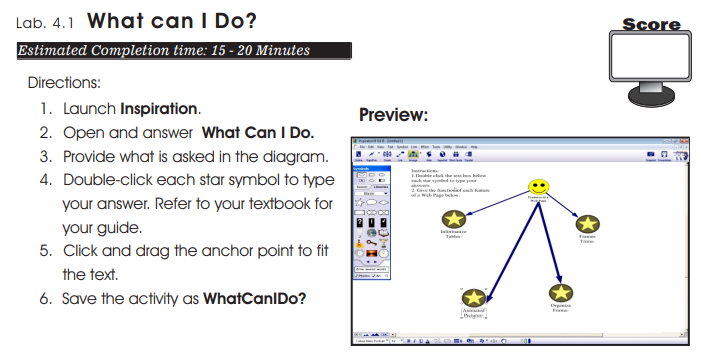 Lab. 4.1 What can I Do?
Score
Estimated Completion time: 15 - 20 Minutes
Directions:
1. Launch Inspiration.
2. Open and answer What Can I Do.
3. Provide what is asked in the diagram.
4. Double-click each star symbol to type
your answer. Refer to your textbook for
your guide.
5. Click and drag the anchor point to fit
the text.
6. Save the activity as WhatCanIDo?
Preview:
Instructions:
1. Double click the text box below
each star symbol to type your
answers.
2. Give the function of each feature
of a Web Page below.
Informative
Tables-
Frames
Trims-
Animated
Pictures-
Organize
Forms-